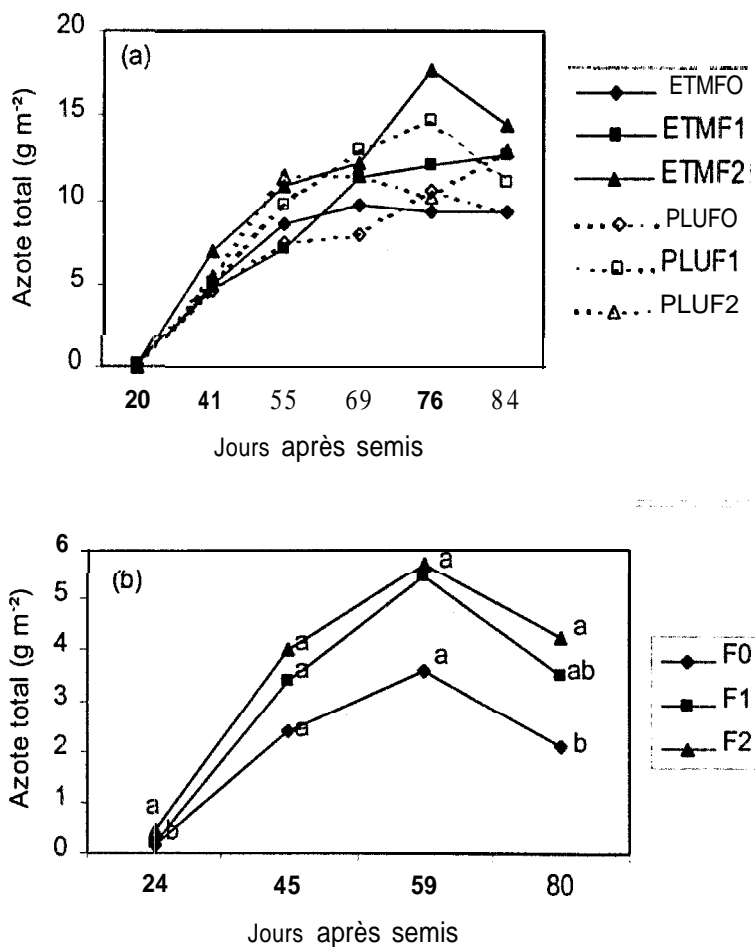 (a)
Azote total (g m⁻²)
20
15
10
5
0
20 41 55 69 76 84
Jours après semis
ETMFO
ETMF1
ETMF2
PLUFO
PLUF1
PLUF2
(b)
Azote total (g m⁻²)
6
5
4
3
2
1
0
a
b
a
a
a
a
a
a
ab
b
24 45 59 80
Jours après semis
F0
F1
F2